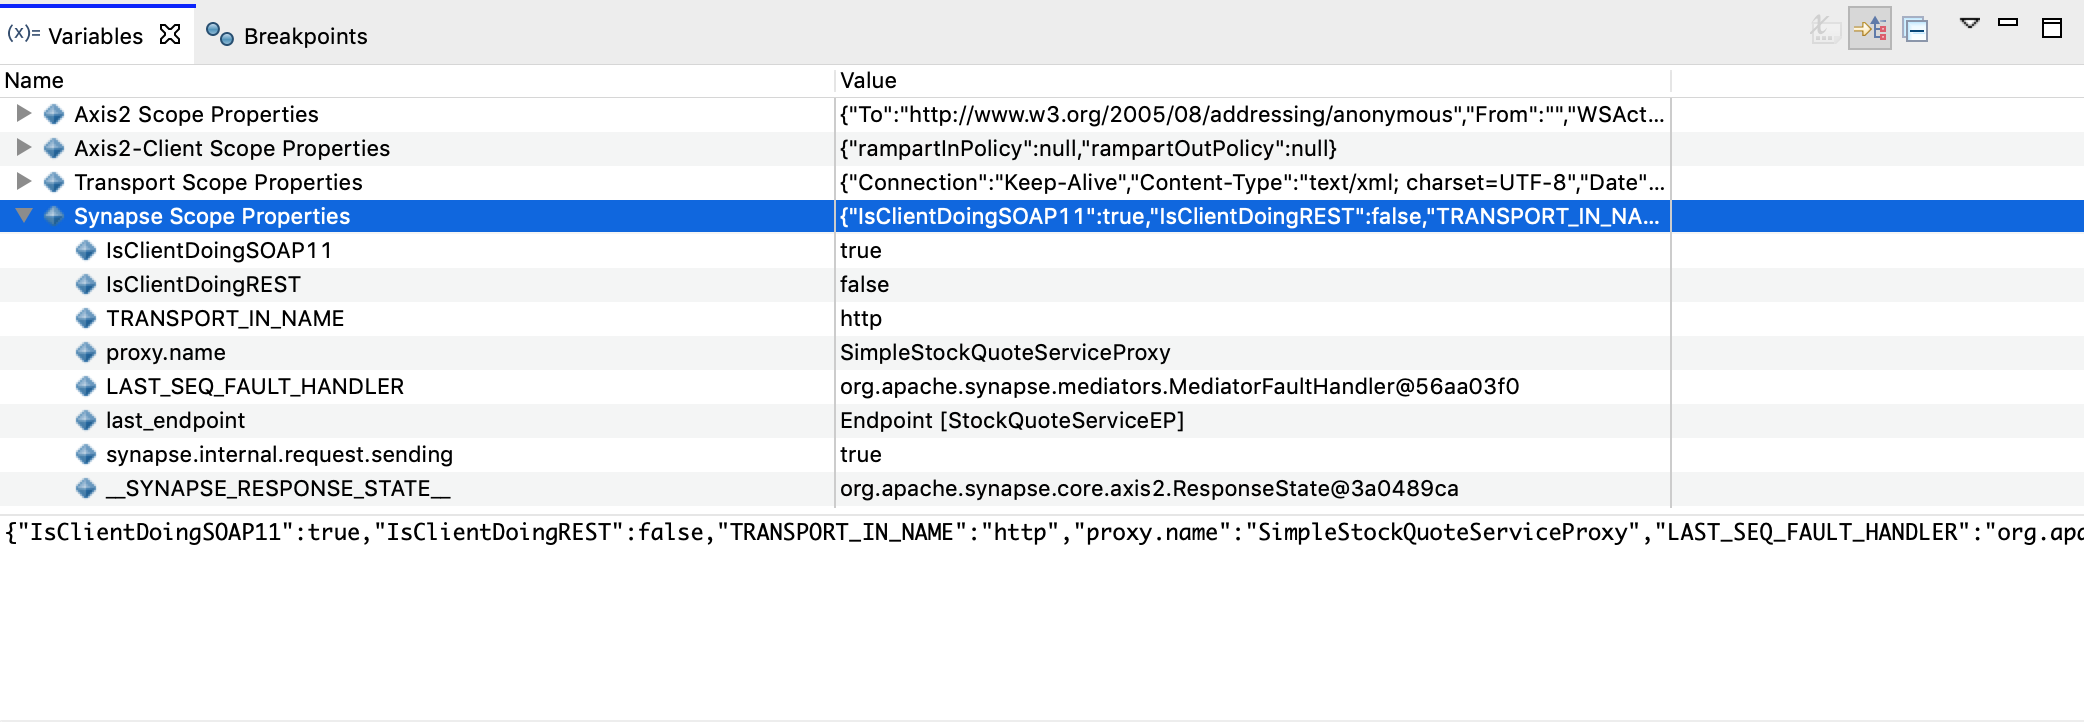 (x)= Variables Breakpoints
Name Value
Axis2 Scope Properties {"To":"http://www.w3.org/2005/08/addressing/anonymous","From":"","WSAct...
Axis2-Client Scope Properties {"rampartInPolicy":null,"rampartOutPolicy":null}
Transport Scope Properties {"Connection":"Keep-Alive","Content-Type":"text/xml; charset=UTF-8","Date"...
Synapse Scope Properties {"IsClientDoingSOAP11":true,"IsClientDoingREST":false,"TRANSPORT_IN_NA...
IsClientDoingSOAP11 true
IsClientDoingREST false
TRANSPORT_IN_NAME http
proxy.name SimpleStockQuoteServiceProxy
LAST_SEQ_FAULT_HANDLER org.apache.synapse.mediators.MediatorFaultHandler@56aa03f0
last_endpoint Endpoint [StockQuoteServiceEP]
synapse.internal.request.sending true
__SYNAPSE_RESPONSE_STATE__ org.apache.synapse.core.axis2.ResponseState@3a0489ca
{"IsClientDoingSOAP11":true,"IsClientDoingREST":false,"TRANSPORT_IN_NAME":"http","proxy.name":"SimpleStockQuoteServiceProxy","LAST_SEQ_FAULT_HANDLER":"org.apa